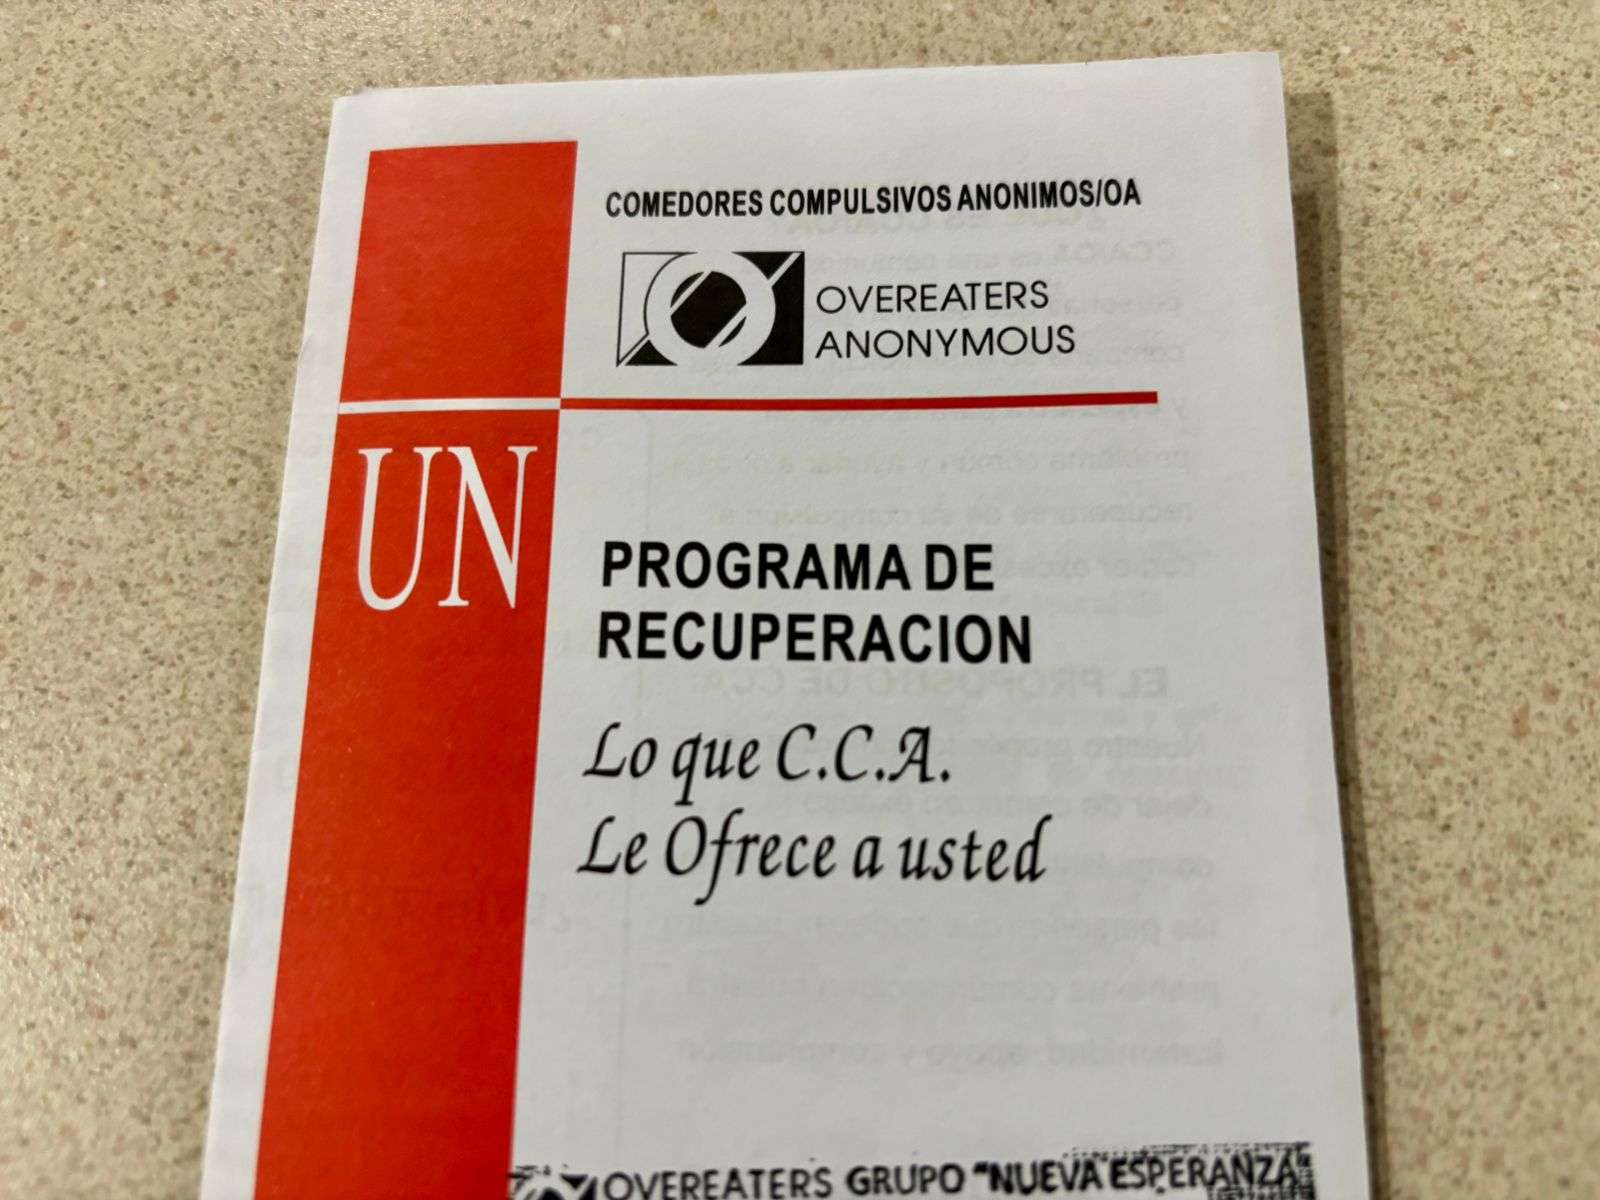 COMEDORES COMPULSIVOS ANONIMOS/OA
OVEREATERS
ANONYMOUS
UN
PROGRAMA DE
RECUPERACION
Lo que C.C.A.
Le Ofrece a usted
OVEREATERS GRUPO "NUEVA ESPERANZA"